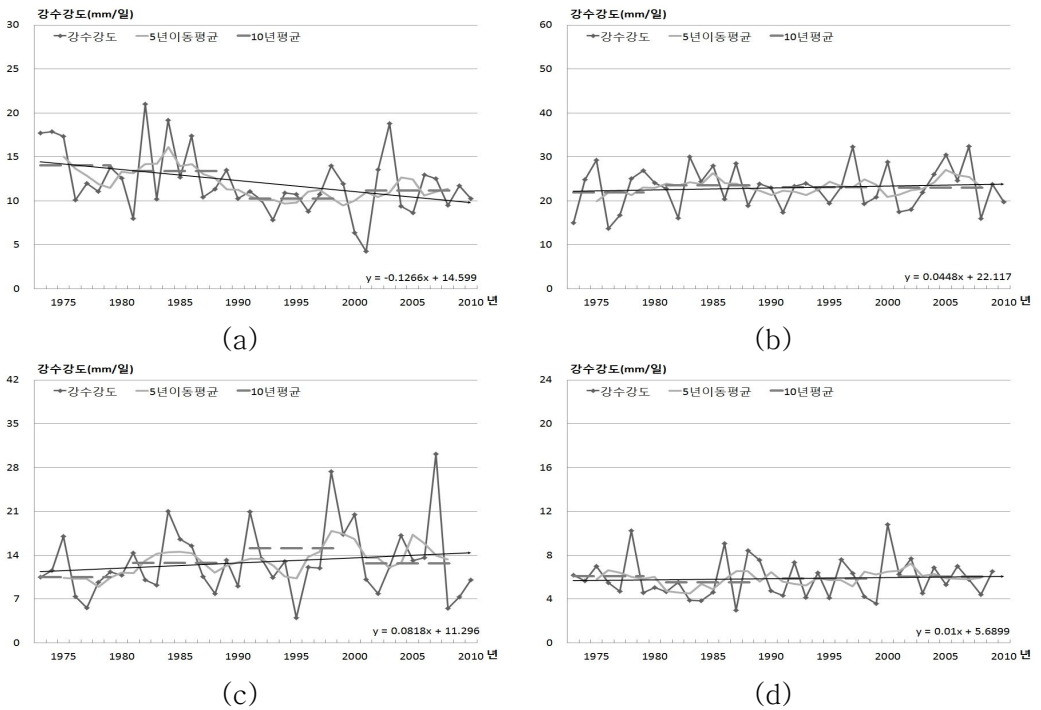 강수강도(mm/일)
30
강수강도 5년이동평균 10년평균
25
20
15
10
5
y = -0.1266x + 14.599
0
1975 1980 1985 1990 1995 2000 2005 2010 년
(a)
강수강도(mm/일)
60
강수강도 5년이동평균 10년평균
50
40
30
20
10
y = 0.0448x + 22.117
0
1975 1980 1985 1990 1995 2000 2005 2010 년
(b)
강수강도(mm/일)
42
강수강도 5년이동평균 10년평균
35
28
21
14
7
y = 0.0818x + 11.296
0
1975 1980 1985 1990 1995 2000 2005 2010 년
(c)
강수강도(mm/일)
24
강수강도 5년이동평균 10년평균
20
16
12
8
4
y = 0.01x + 5.6899
0
1975 1980 1985 1990 1995 2000 2005 2010 년
(d)